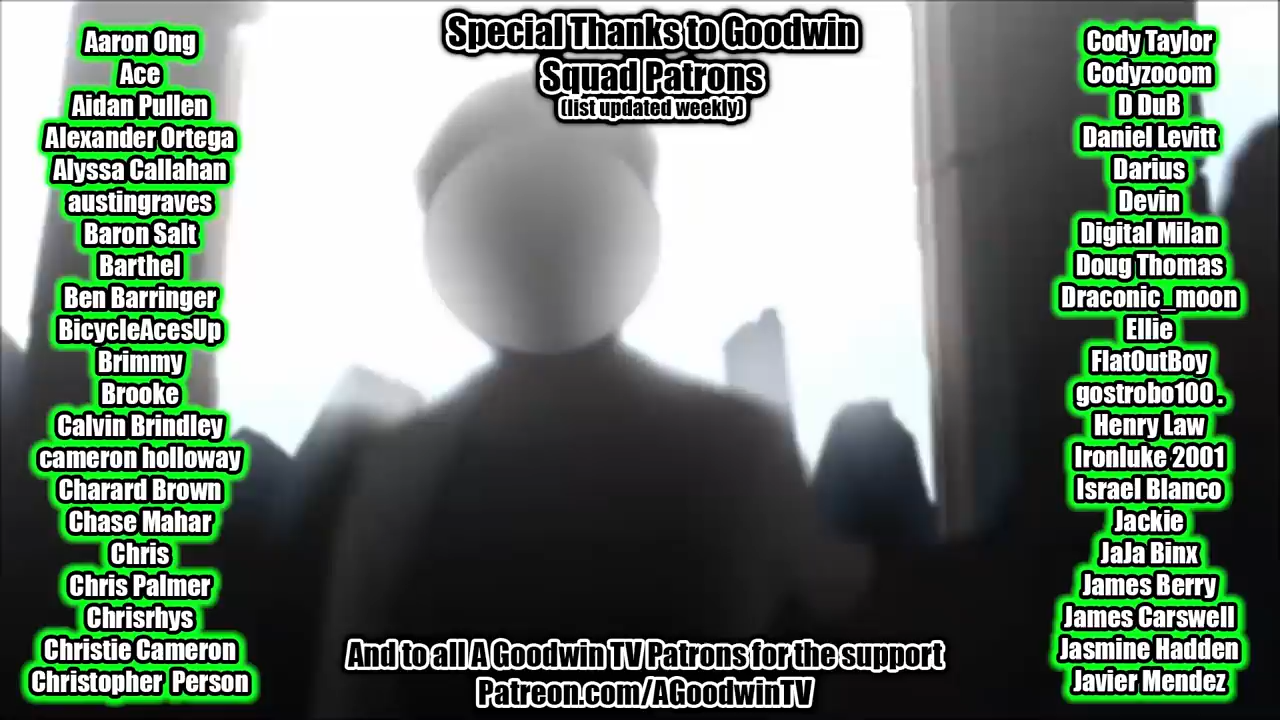 Special Thanks to Goodwin
Squad Patrons
(list updated weekly)
Aaron Ong
Ace
Aidan Pullen
Alexander Ortega
Alyssa Callahan
austingraves
Baron Salt
Barthel
Ben Barringer
BicycleAcesUp
Brimmy
Brooke
Calvin Brindley
cameron holloway
Charard Brown
Chase Mahar
Chris
Chris Palmer
Chrisrhys
Christie Cameron
Christopher Person
Cody Taylor
Codyzooom
D DuB
Daniel Levitt
Darius
Devin
Digital Milan
Doug Thomas
Draconic_moon
Ellie
FlatOutBoy
gostrobo100 .
Henry Law
Ironluke 2001
Israel Blanco
Jackie
JaJa Binx
James Berry
James Carswell
Jasmine Hadden
Javier Mendez
And to all A Goodwin TV Patrons for the support
Patreon.com/AGoodwinTV